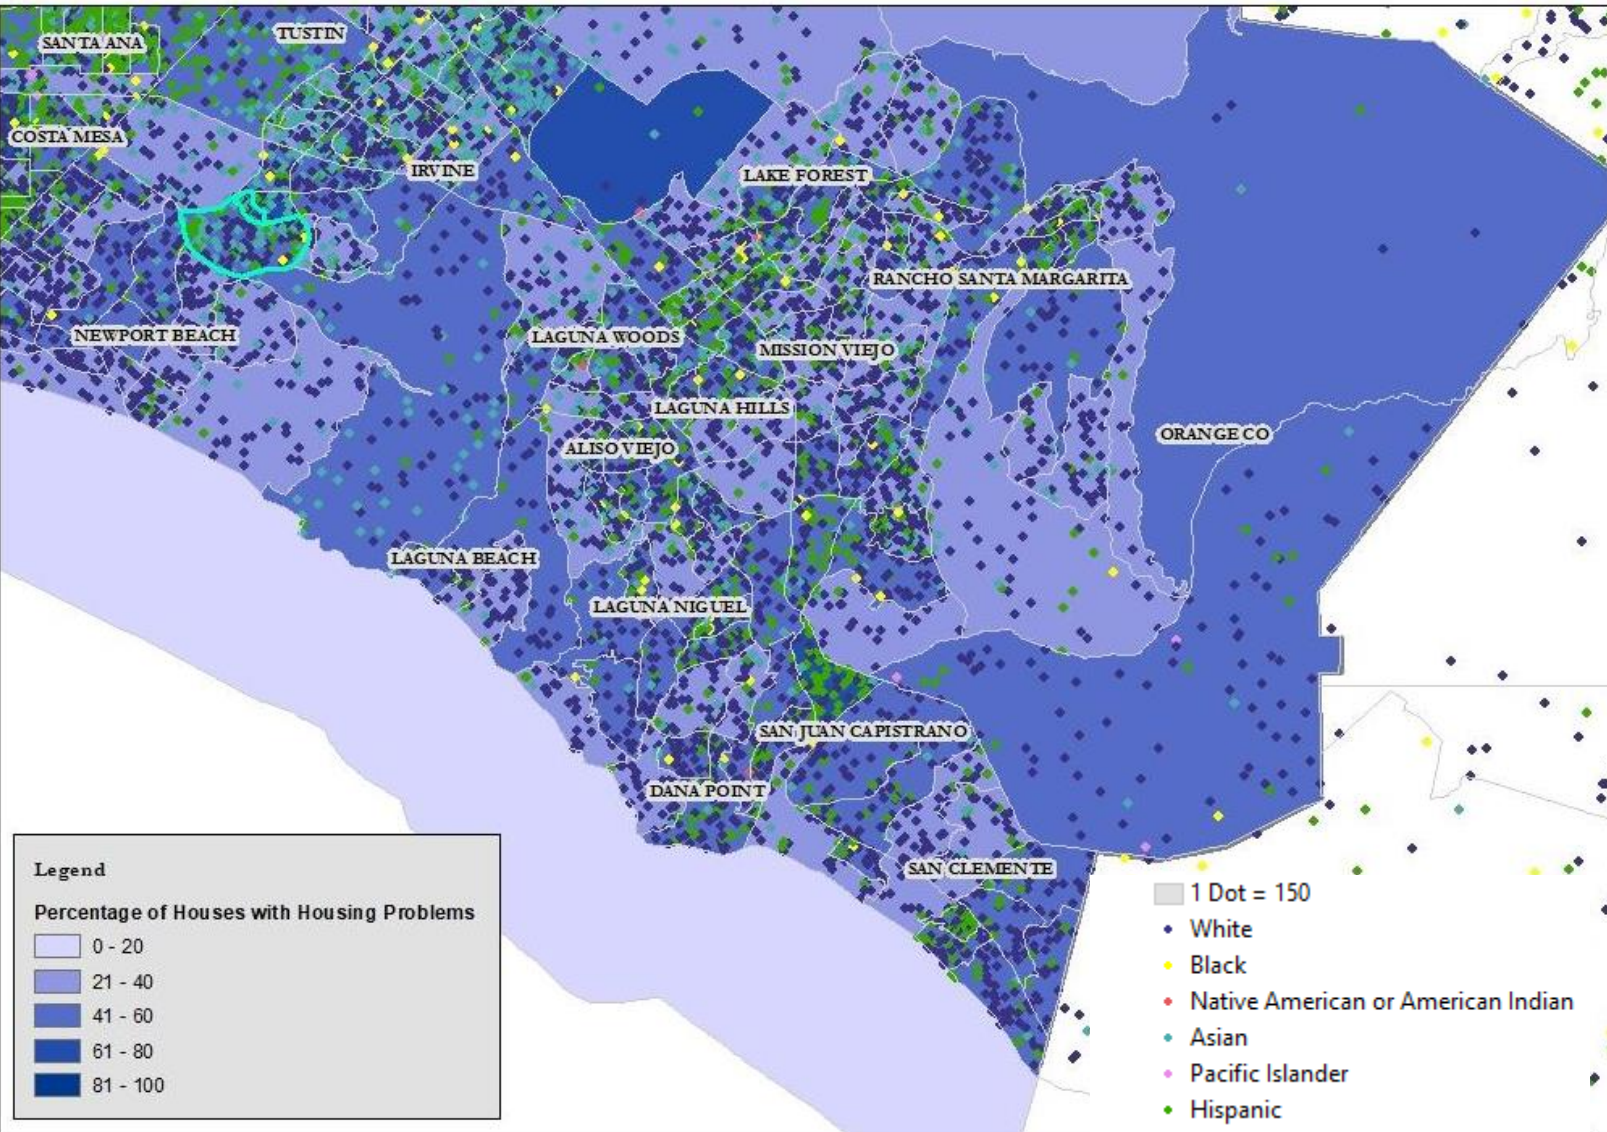 SANTA ANA
TUSTIN
COSTA MESA
IRVINE
LAKE FOREST
RANCHO SANTA MARGARITA
NEWPORT BEACH
LAGUNA WOODS
MISSION VIEJO
LAGUNA HILLS
ORANGE CO
ALISO VIEJO
LAGUNA BEACH
LAGUNA NIGUEL
SAN JUAN CAPISTRANO
DANA POINT
SAN CLEMENTE
Legend
Percentage of Houses with Housing Problems
0 - 20
21 - 40
41 - 60
61 - 80
81 - 100
1 Dot = 150
White
Black
Native American or American Indian
Asian
Pacific Islander
Hispanic